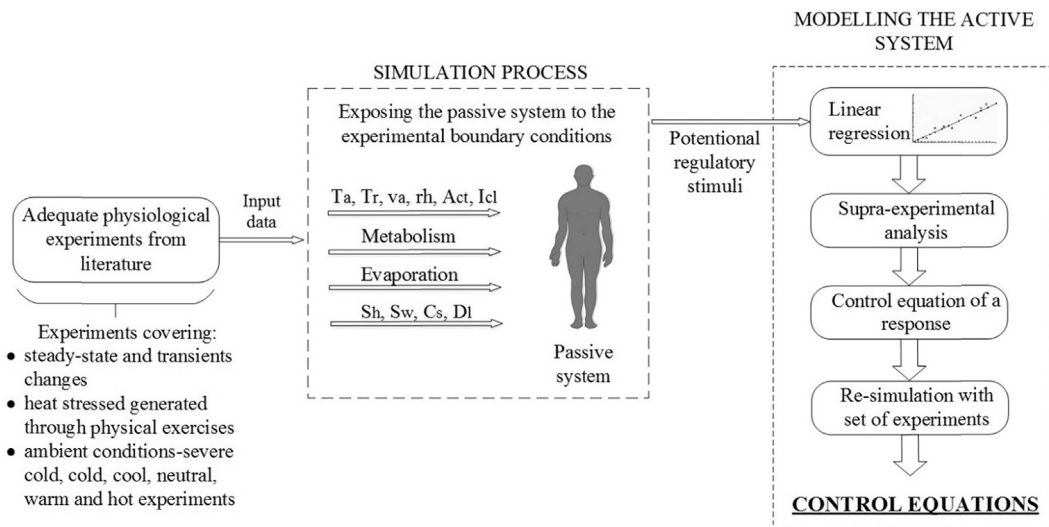 Adequate physiological
experiments from
literature
Experiments covering:
● steady-state and transients
changes
● heat stressed generated
through physical exercises
● ambient conditions-severe
cold, cold, cool, neutral,
warm and hot experiments
Input
data
SIMULATION PROCESS
Exposing the passive system to the
experimental boundary conditions
Ta, Tr, va, rh, Act, Icl
Metabolism
Evaporation
Sh, Sw, Cs, Dl
Passive
system
Potentional
regulatory
stimuli
MODELLING THE ACTIVE
SYSTEM
Linear
regression
Supra-experimental
analysis
Control equation of a
response
Re-simulation with
set of experiments
CONTROL EQUATIONS